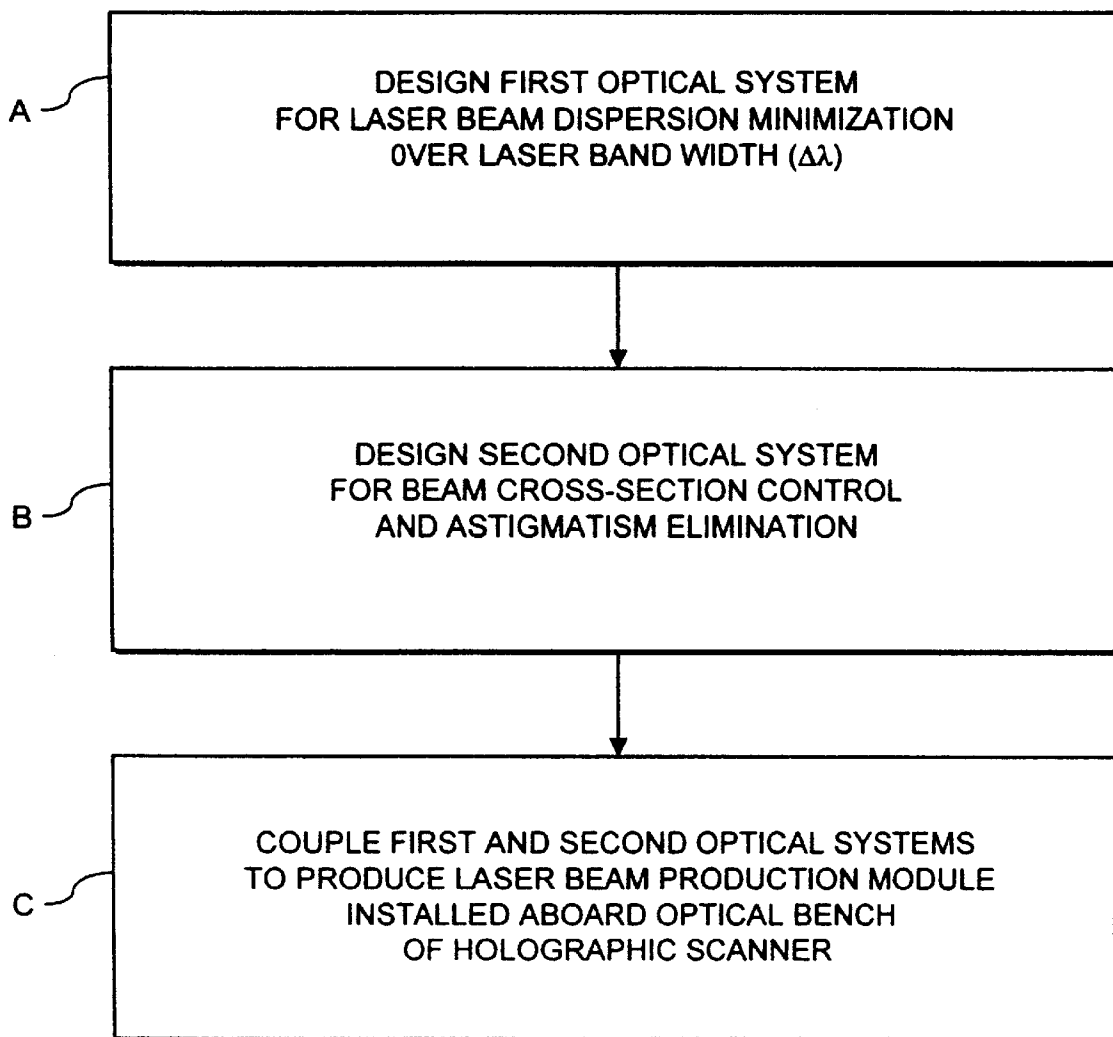 A
DESIGN FIRST OPTICAL SYSTEM
FOR LASER BEAM DISPERSION MINIMIZATION
0VER LASER BAND WIDTH (Δλ)
B
DESIGN SECOND OPTICAL SYSTEM
FOR BEAM CROSS-SECTION CONTROL
AND ASTIGMATISM ELIMINATION
C
COUPLE FIRST AND SECOND OPTICAL SYSTEMS
TO PRODUCE LASER BEAM PRODUCTION MODULE
INSTALLED ABOARD OPTICAL BENCH
OF HOLOGRAPHIC SCANNER